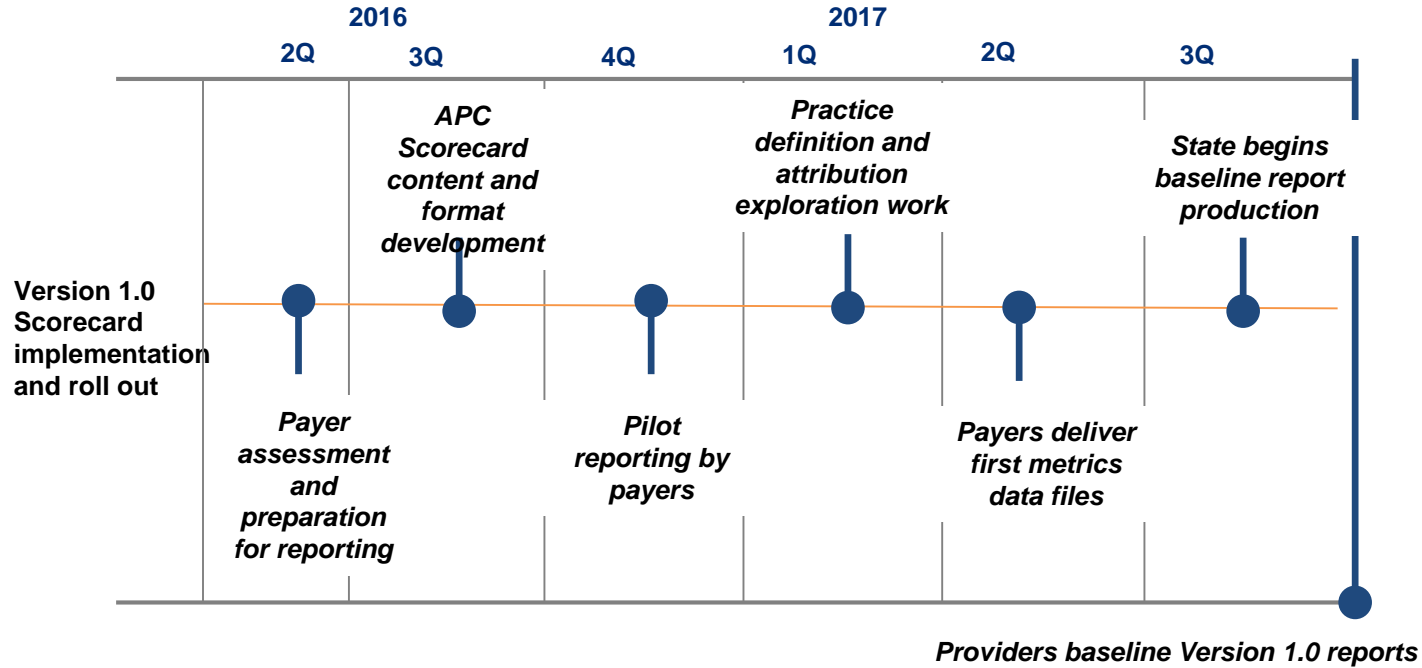 2016
2017
2Q
3Q
4Q
1Q
2Q
3Q
APC
Scorecard
content and
format
development
Practice
definition and
attribution
exploration work
State begins
baseline report
production
Version 1.0
Scorecard
implementation
and roll out
Payer
assessment
and
preparation
for reporting
Pilot
reporting by
payers
Payers deliver
first metrics
data files
Providers baseline Version 1.0 reports